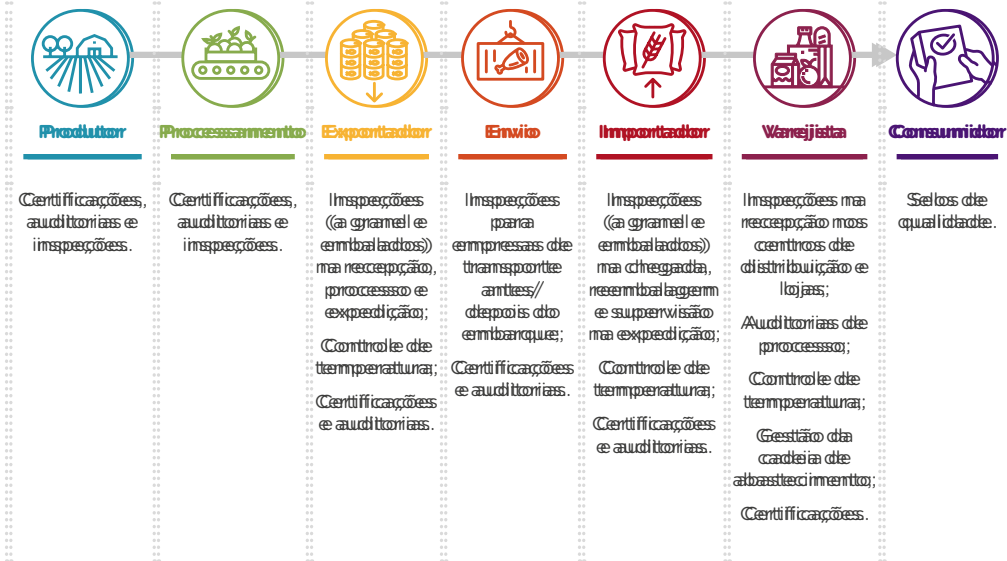 Produtor
Certificações,
auditorias e
inspeções.
Processamento
Certificações,
auditorias e
inspeções.
Exportador
Inspeções
(a granel e
embalados)
na recepção,
processo e
expedição;
Controle de
temperatura;
Certificações
e auditorias.
Envio
Inspeções
para
empresas de
transporte
antes/
depois do
embarque;
Certificações
e auditorias.
Importador
Inspeções
(a granel e
embalados)
na chegada,
reembalagem
e supervisão
na expedição;
Controle de
temperatura;
Certificações
e auditorias.
Varejista
Inspeções na
recepção nos
centros de
distribuição e
lojas;
Auditorias de
processo;
Controle de
temperatura;
Gestão da
cadeia de
abastecimento;
Certificações.
Consumidor
Selos de
qualidade.